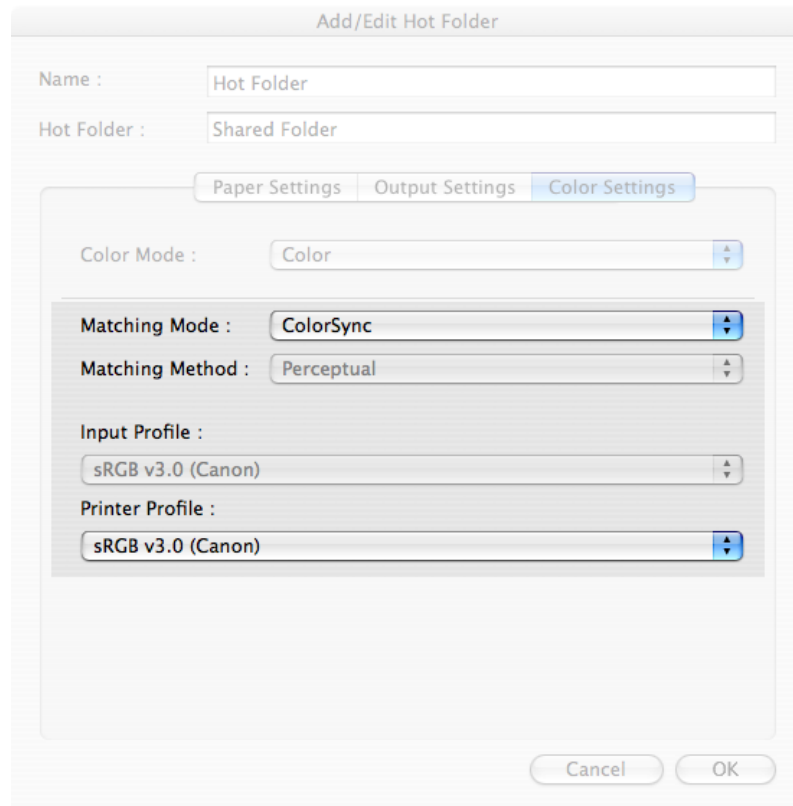 Add/Edit Hot Folder
Name : Hot Folder
Hot Folder : Shared Folder
Paper Settings Output Settings Color Settings
Color Mode : Color
Matching Mode : ColorSync
Matching Method : Perceptual
Input Profile :
sRGB v3.0 (Canon)
Printer Profile :
sRGB v3.0 (Canon)
Cancel OK